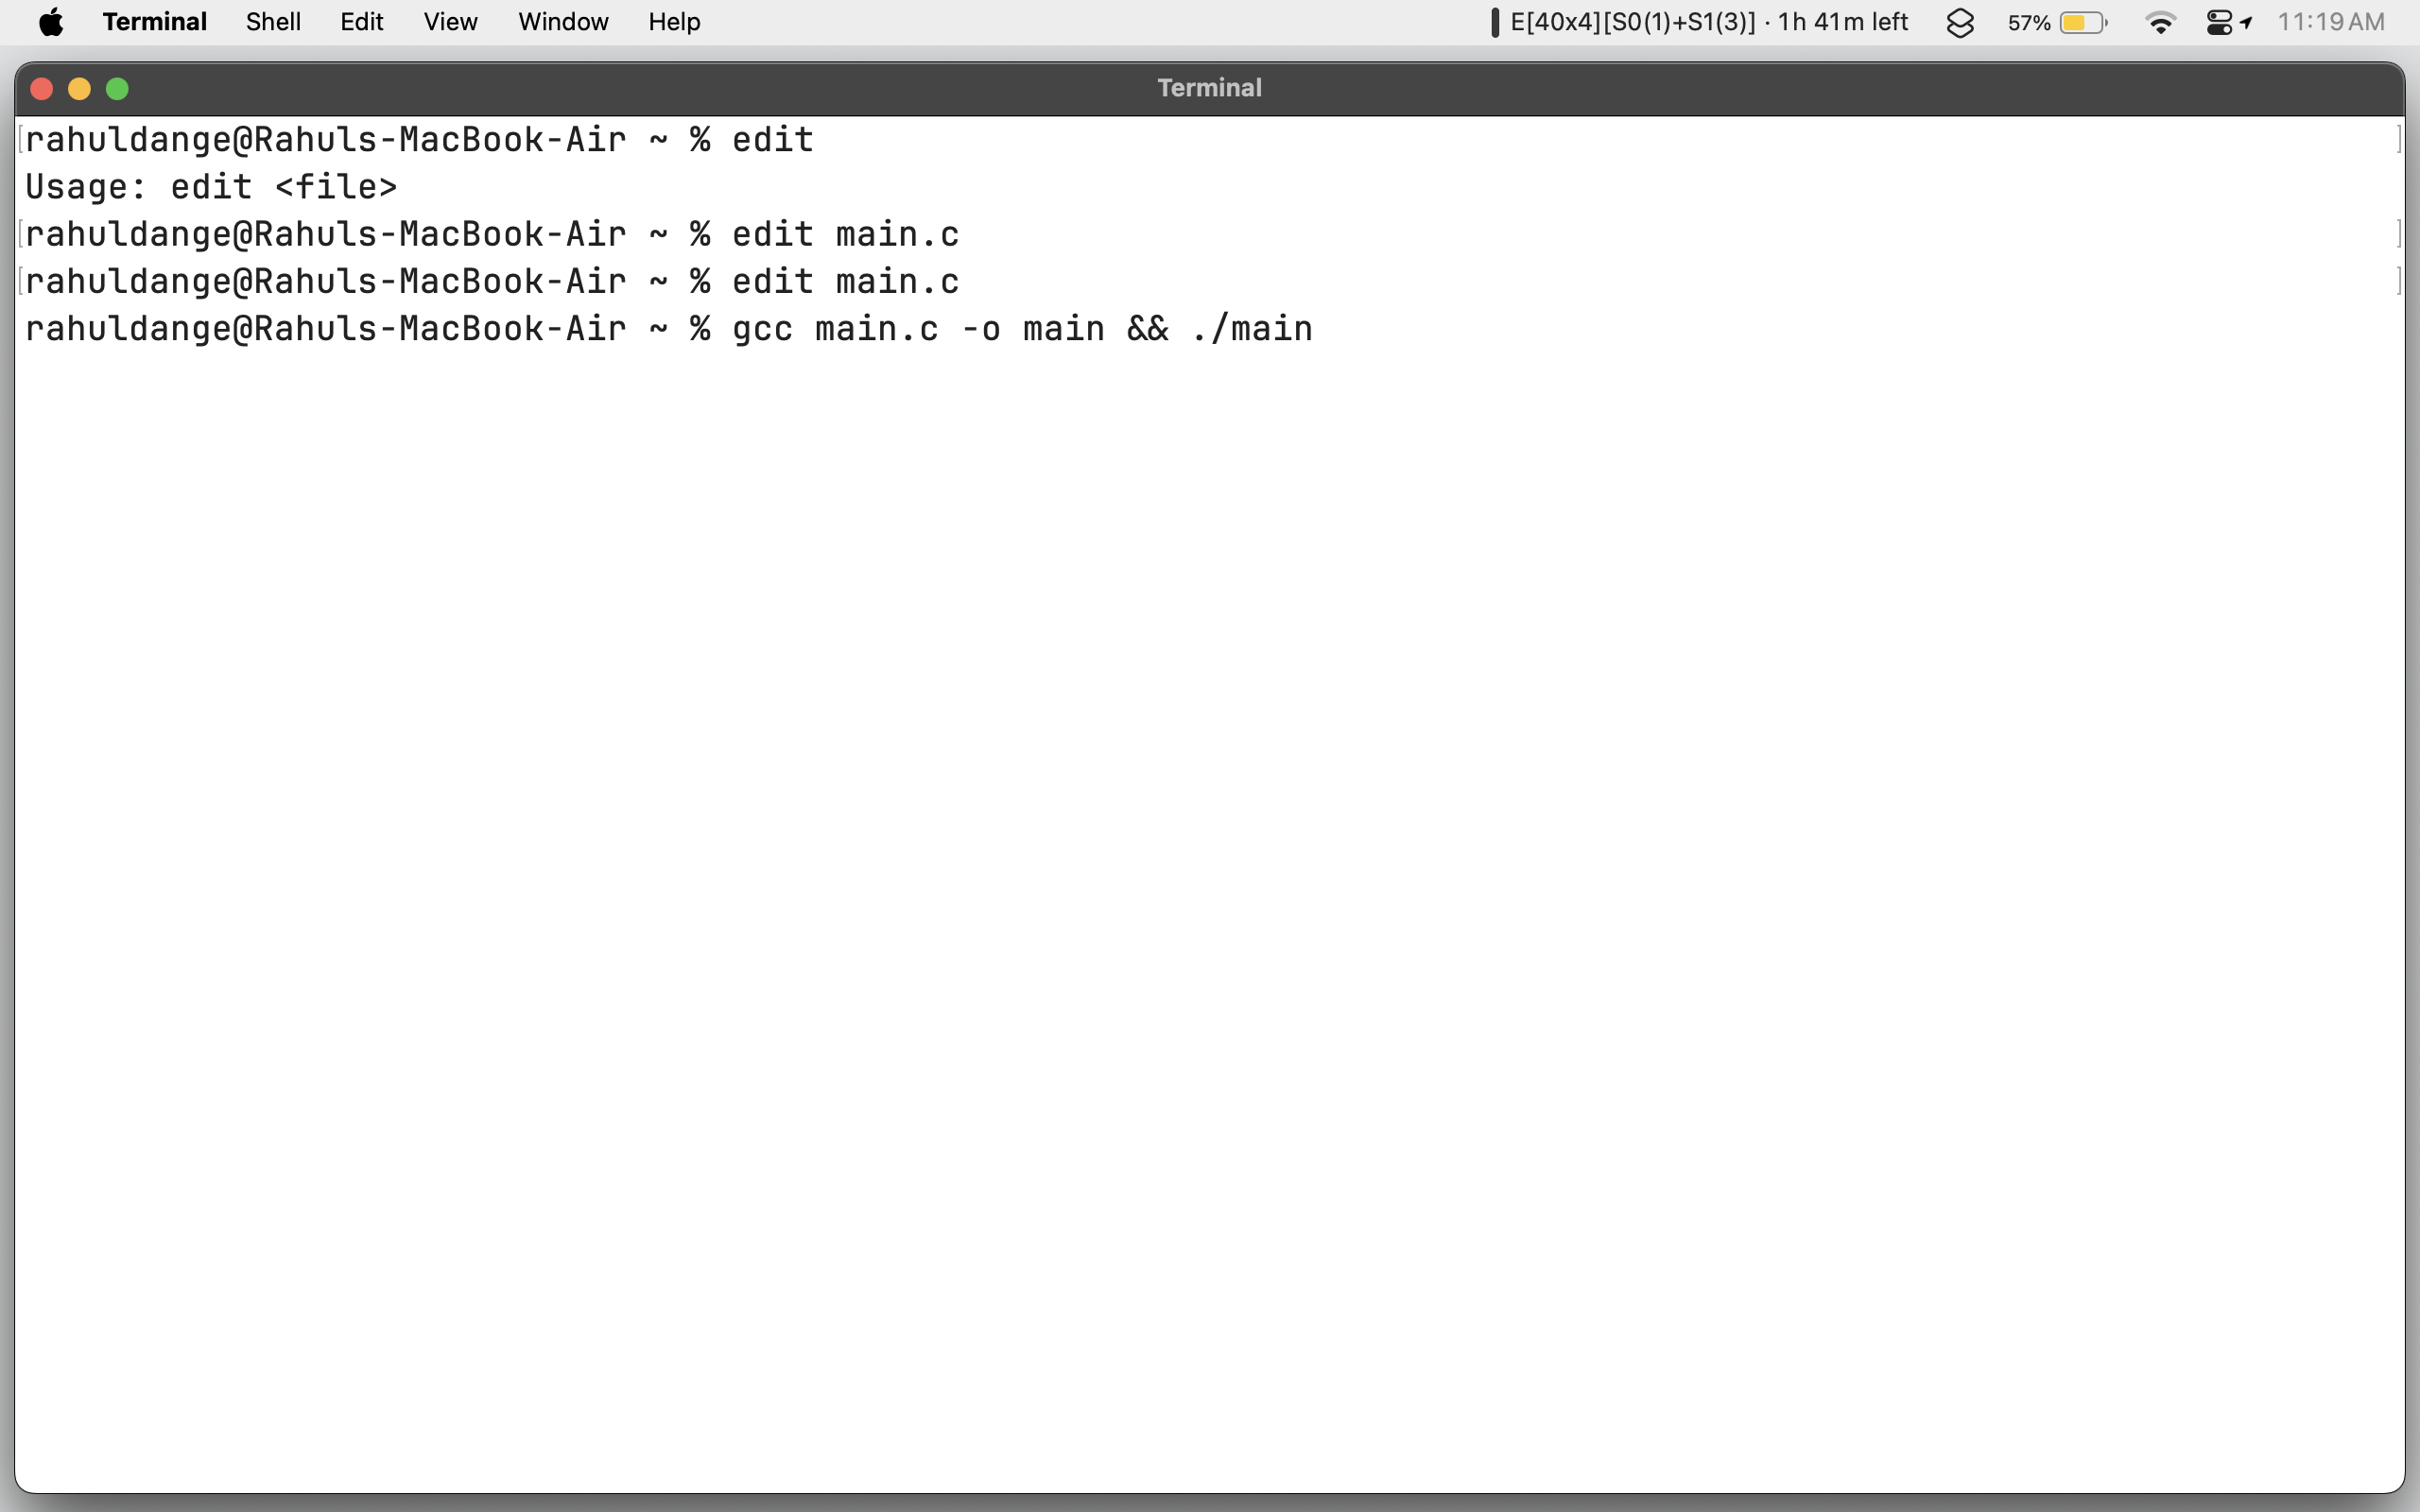 Terminal Shell Edit View Window Help E[40x4][S0(1)+S1(3)] · 1h 41m left 57% 11:19 AM
Terminal
rahuldange@Rahuls-MacBook-Air ~ % edit
Usage: edit <file>
rahuldange@Rahuls-MacBook-Air ~ % edit main.c
rahuldange@Rahuls-MacBook-Air ~ % edit main.c
rahuldange@Rahuls-MacBook-Air ~ % gcc main.c -o main && ./main